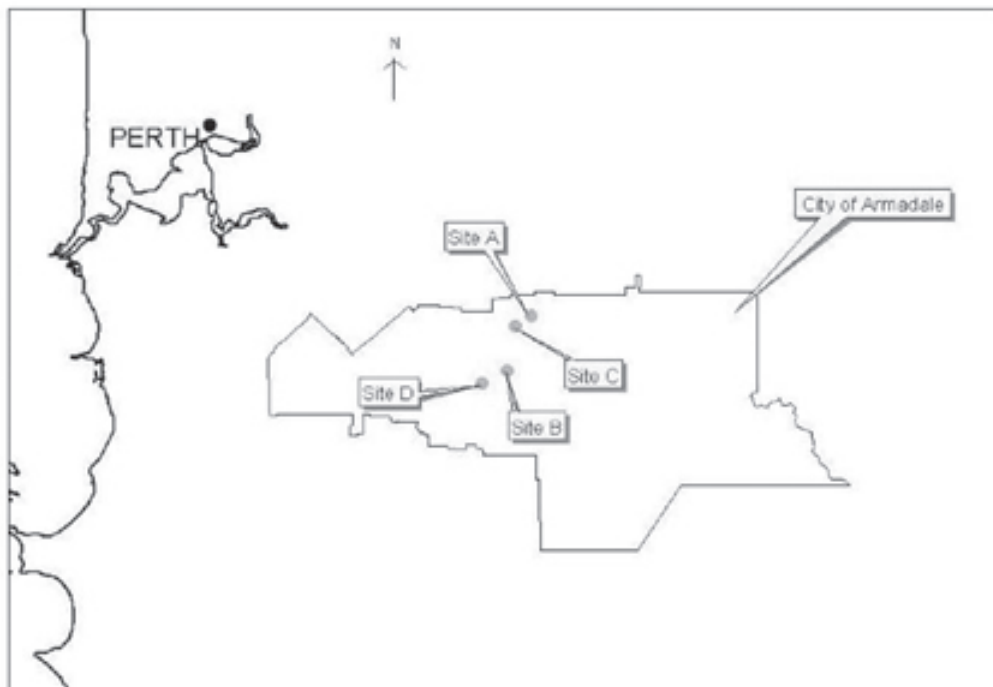 N
PERTH
City of Armadale
Site A
Site C
Site D
Site B